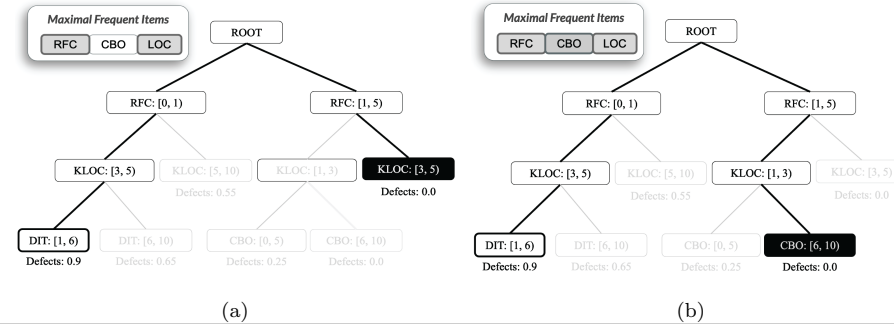 Maximal Frequent Items
RFC CBO LOC
ROOT
RFC: [0, 1) RFC: [1, 5)
KLOC: [3, 5) KLOC: [5, 10) KLOC: [1, 3) KLOC: [3, 5)
Defects: 0.55 Defects: 0.0
DIT: [1, 6) DIT: [6, 10) CBO: [0, 5) CBO: [6, 10)
Defects: 0.9 Defects: 0.65 Defects: 0.25 Defects: 0.0
(a)
Maximal Frequent Items
RFC CBO LOC
ROOT
RFC: [0, 1) RFC: [1, 5)
KLOC: [3, 5) KLOC: [5, 10) KLOC: [1, 3) KLOC: [3, 5)
Defects: 0.55 Defects: 0.0
DIT: [1, 6) DIT: [6, 10) CBO: [0, 5) CBO: [6, 10)
Defects: 0.9 Defects: 0.65 Defects: 0.25 Defects: 0.0
(b)